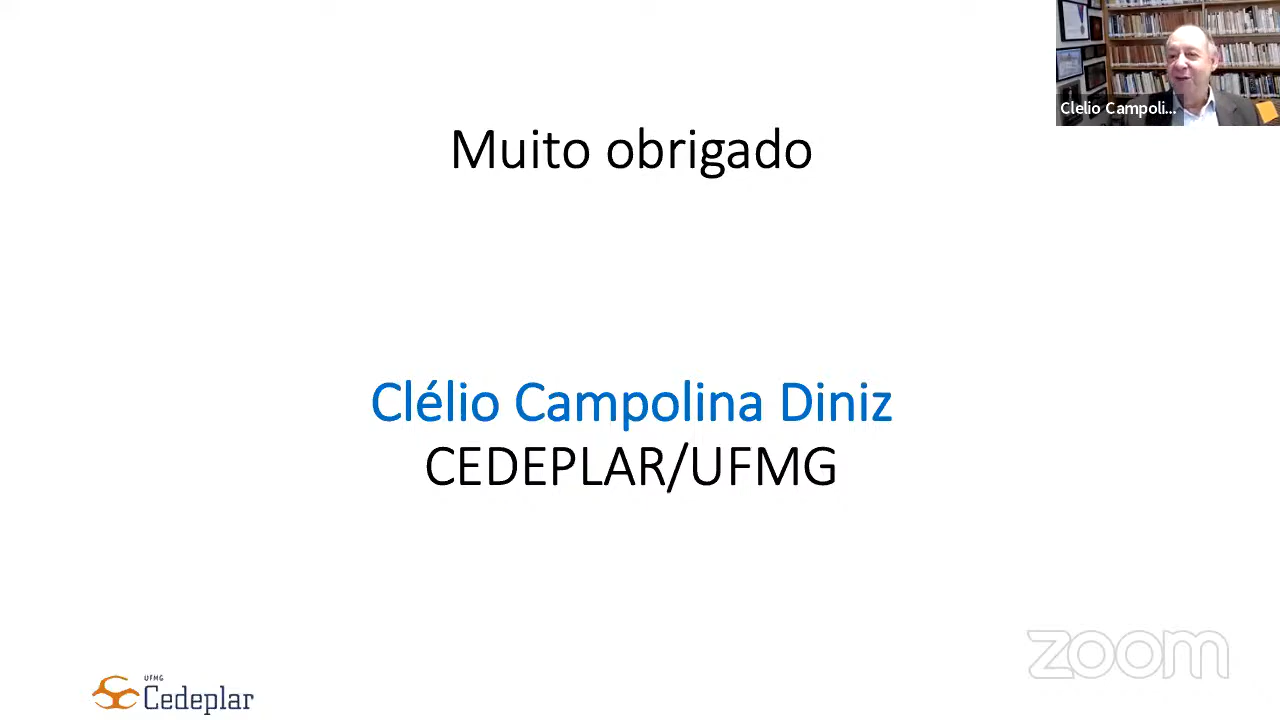 Clelio Campoli...
Muito obrigado
Clélio Campolina Diniz
CEDEPLAR/UFMG
zoom
UFMG
Cedeplar